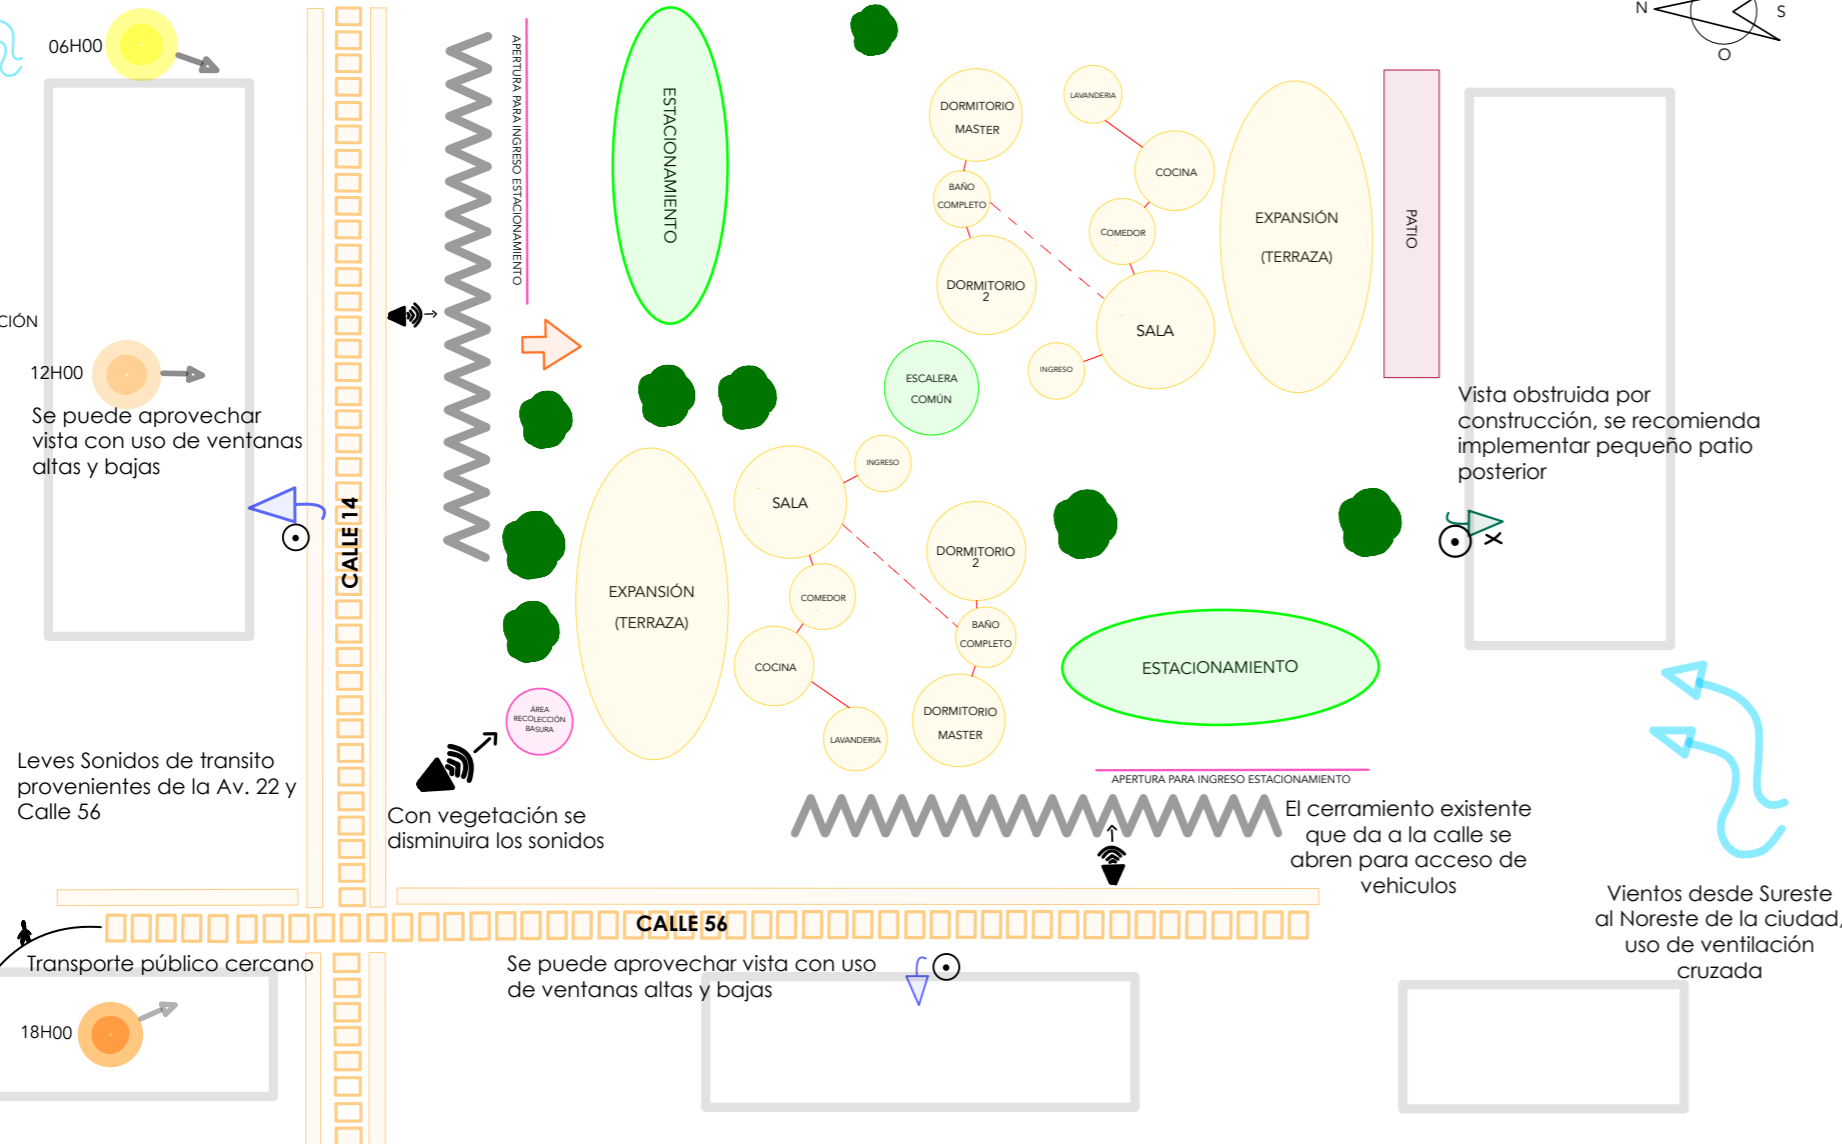 N
S
O
06H00
APERTURA PARA INGRESO ESTACIONAMIENTO
ESTACIONAMIENTO
DORMITORIO
MASTER
LAVANDERIA
COCINA
BAÑO
COMPLETO
COMEDOR
EXPANSIÓN
(TERRAZA)
PATIO
DORMITORIO
2
SALA
INGRESO
CIÓN
12H00
Se puede aprovechar
vista con uso de ventanas
altas y bajas
ESCALERA
COMÚN
Vista obstruida por
construcción, se recomienda
implementar pequeño patio
posterior
X
CALLE 14
INGRESO
SALA
DORMITORIO
2
EXPANSIÓN
(TERRAZA)
COMEDOR
BAÑO
COMPLETO
COCINA
ESTACIONAMIENTO
ÁREA
RECOLECCIÓN
BASURA
LAVANDERIA
DORMITORIO
MASTER
Leves Sonidos de transito
provenientes de la Av. 22 y
Calle 56
APERTURA PARA INGRESO ESTACIONAMIENTO
Con vegetación se
disminuira los sonidos
El cerramiento existente
que da a la calle se
abren para acceso de
vehiculos
Vientos desde Sureste
al Noreste de la ciudad,
uso de ventilación
cruzada
CALLE 56
Transporte público cercano
Se puede aprovechar vista con uso
de ventanas altas y bajas
18H00